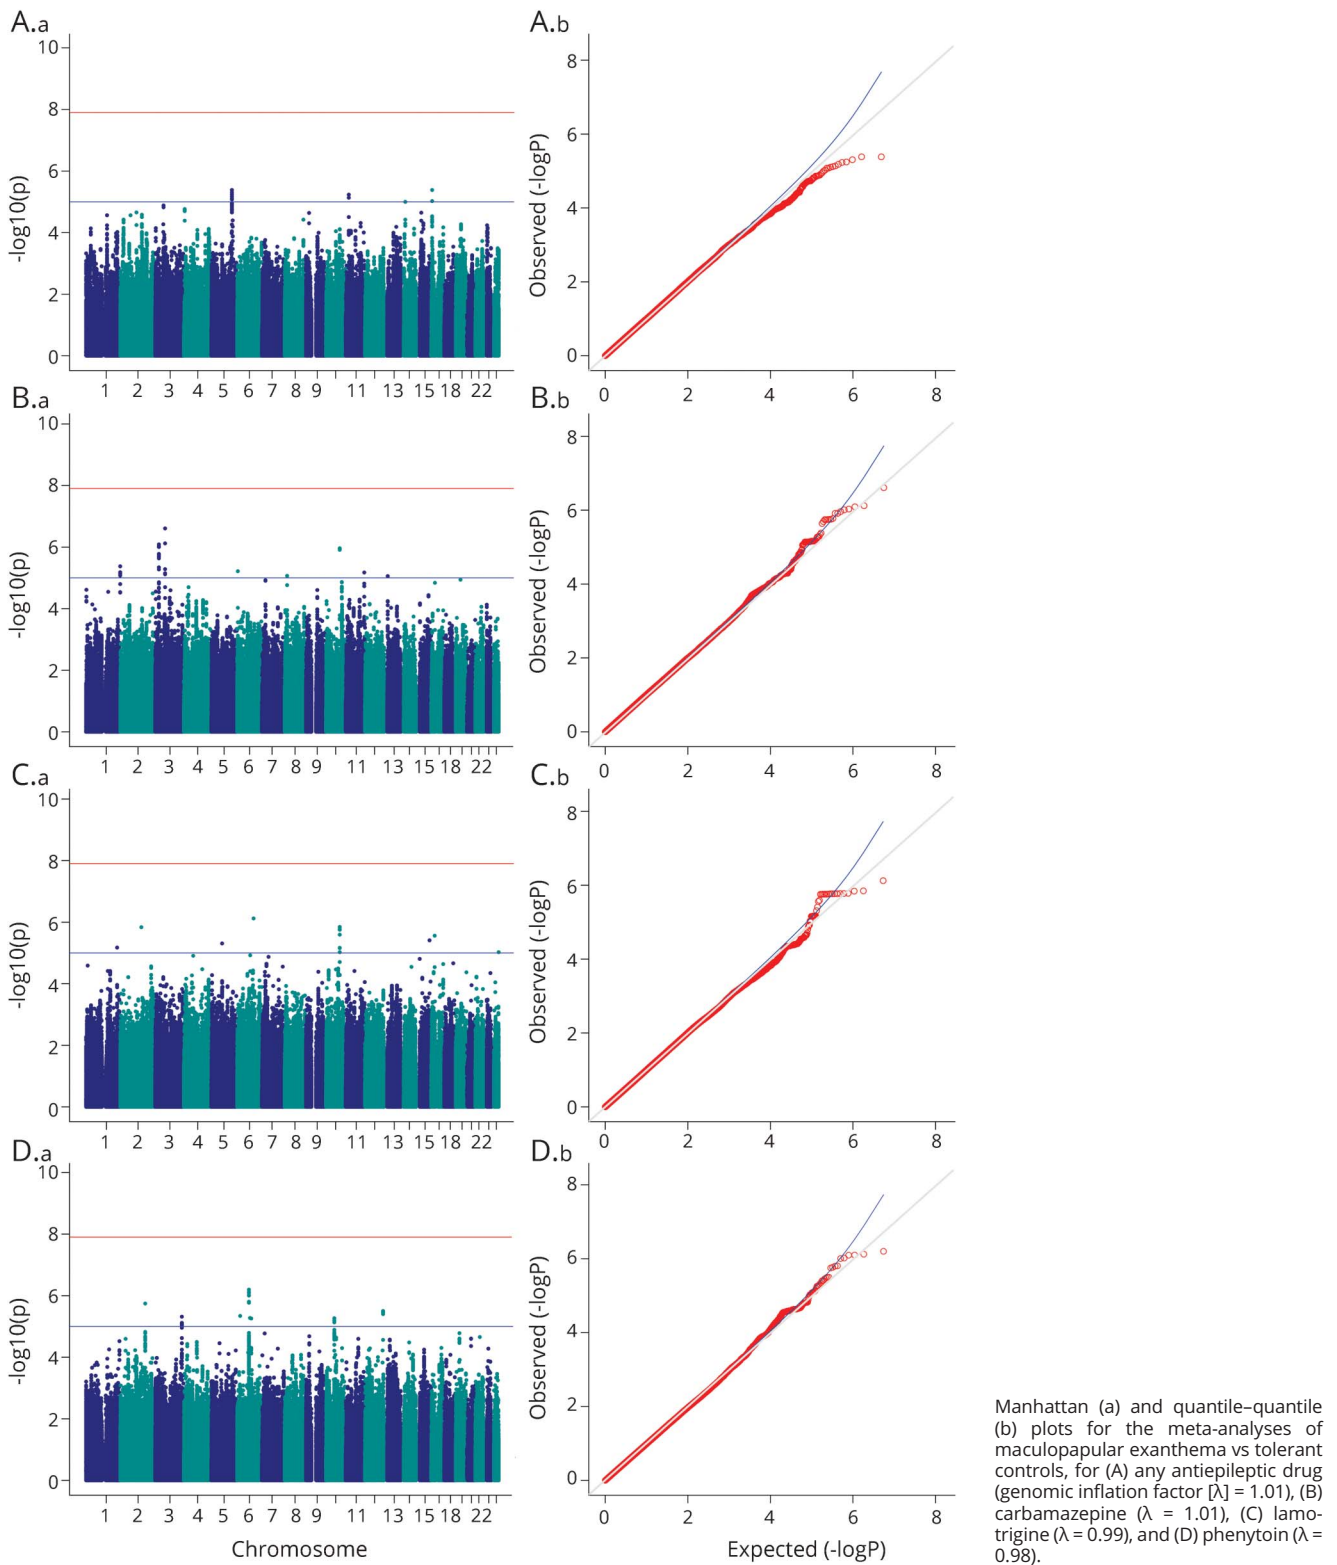 A.a
A.b
10
8
6
4
2
0
-log10(p)
1 2 3 4 5 6 7 8 9 11 13 15 18 22
8
6
4
2
0
Observed (-logP)
0 2 4 6 8
B.a
B.b
10
8
6
4
2
0
-log10(p)
1 2 3 4 5 6 7 8 9 11 13 15 18 22
8
6
4
2
0
Observed (-logP)
0 2 4 6 8
C.a
C.b
10
8
6
4
2
0
-log10(p)
1 2 3 4 5 6 7 8 9 11 13 15 18 22
8
6
4
2
0
Observed (-logP)
0 2 4 6 8
D.a
D.b
10
8
6
4
2
0
-log10(p)
1 2 3 4 5 6 7 8 9 11 13 15 18 22
Chromosome
8
6
4
2
0
Observed (-logP)
0 2 4 6 8
Expected (-logP)
Manhattan (a) and quantile–quantile
(b) plots for the meta-analyses of
maculopapular exanthema vs tolerant
controls, for (A) any antiepileptic drug
(genomic inflation factor [λ] = 1.01), (B)
carbamazepine (λ = 1.01), (C) lamo-
trigine (λ = 0.99), and (D) phenytoin (λ =
0.98).